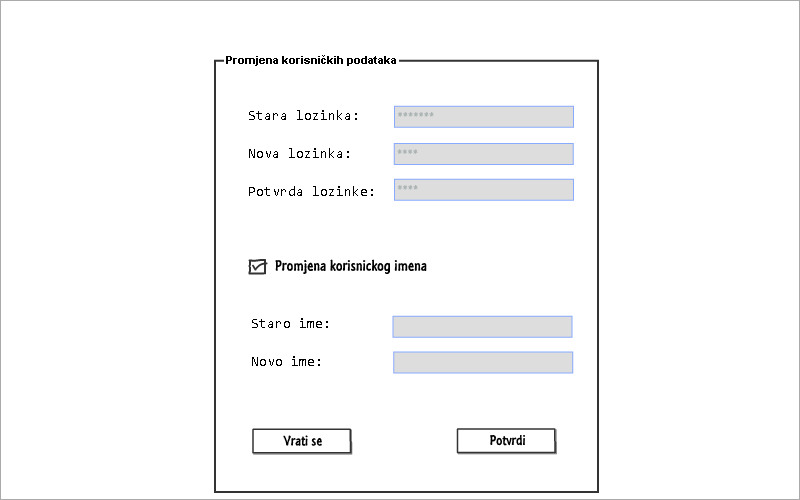 Promjena korisničkih podataka
Stara lozinka: *******
Nova lozinka: ****
Potvrda lozinke: ****
Promjena korisnickog imena
Staro ime:
Novo ime:
Vrati se Potvrdi